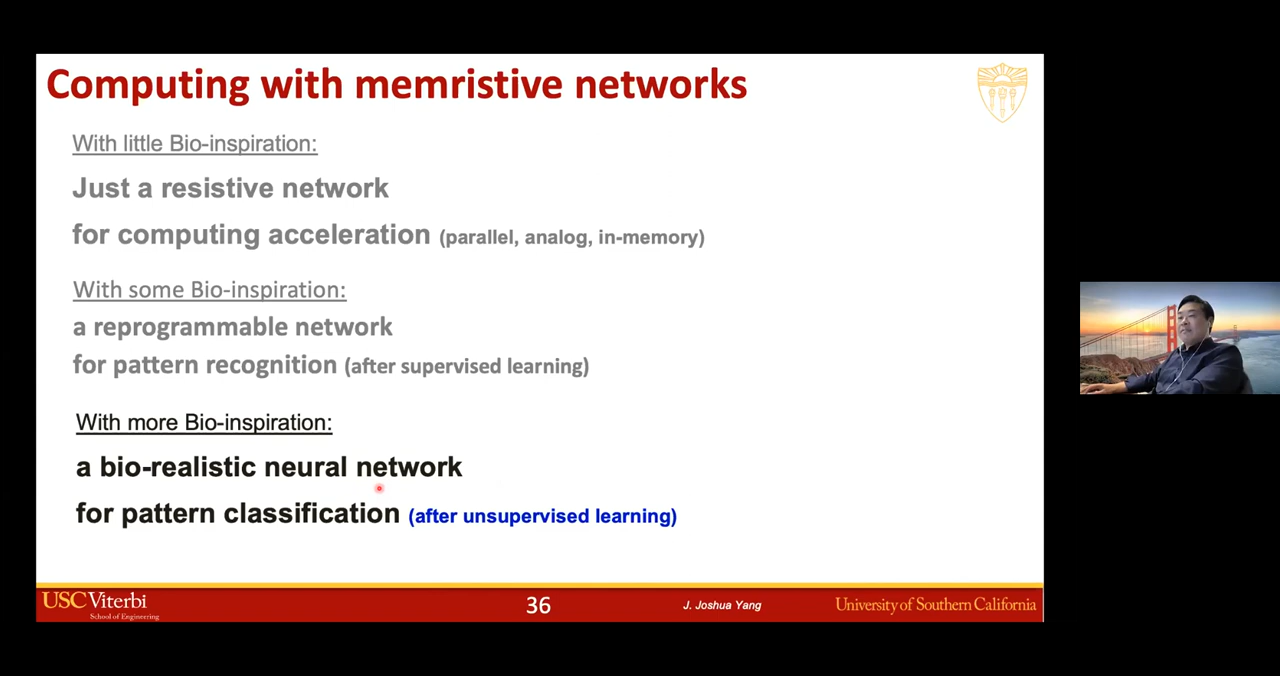 Computing with memristive networks
With little Bio-inspiration:
Just a resistive network
for computing acceleration (parallel, analog, in-memory)
With some Bio-inspiration:
a reprogrammable network
for pattern recognition (after supervised learning)
With more Bio-inspiration:
a bio-realistic neural network
for pattern classification (after unsupervised learning)
USC Viterbi
School of Engineering
36
J. Joshua Yang
University of Southern California